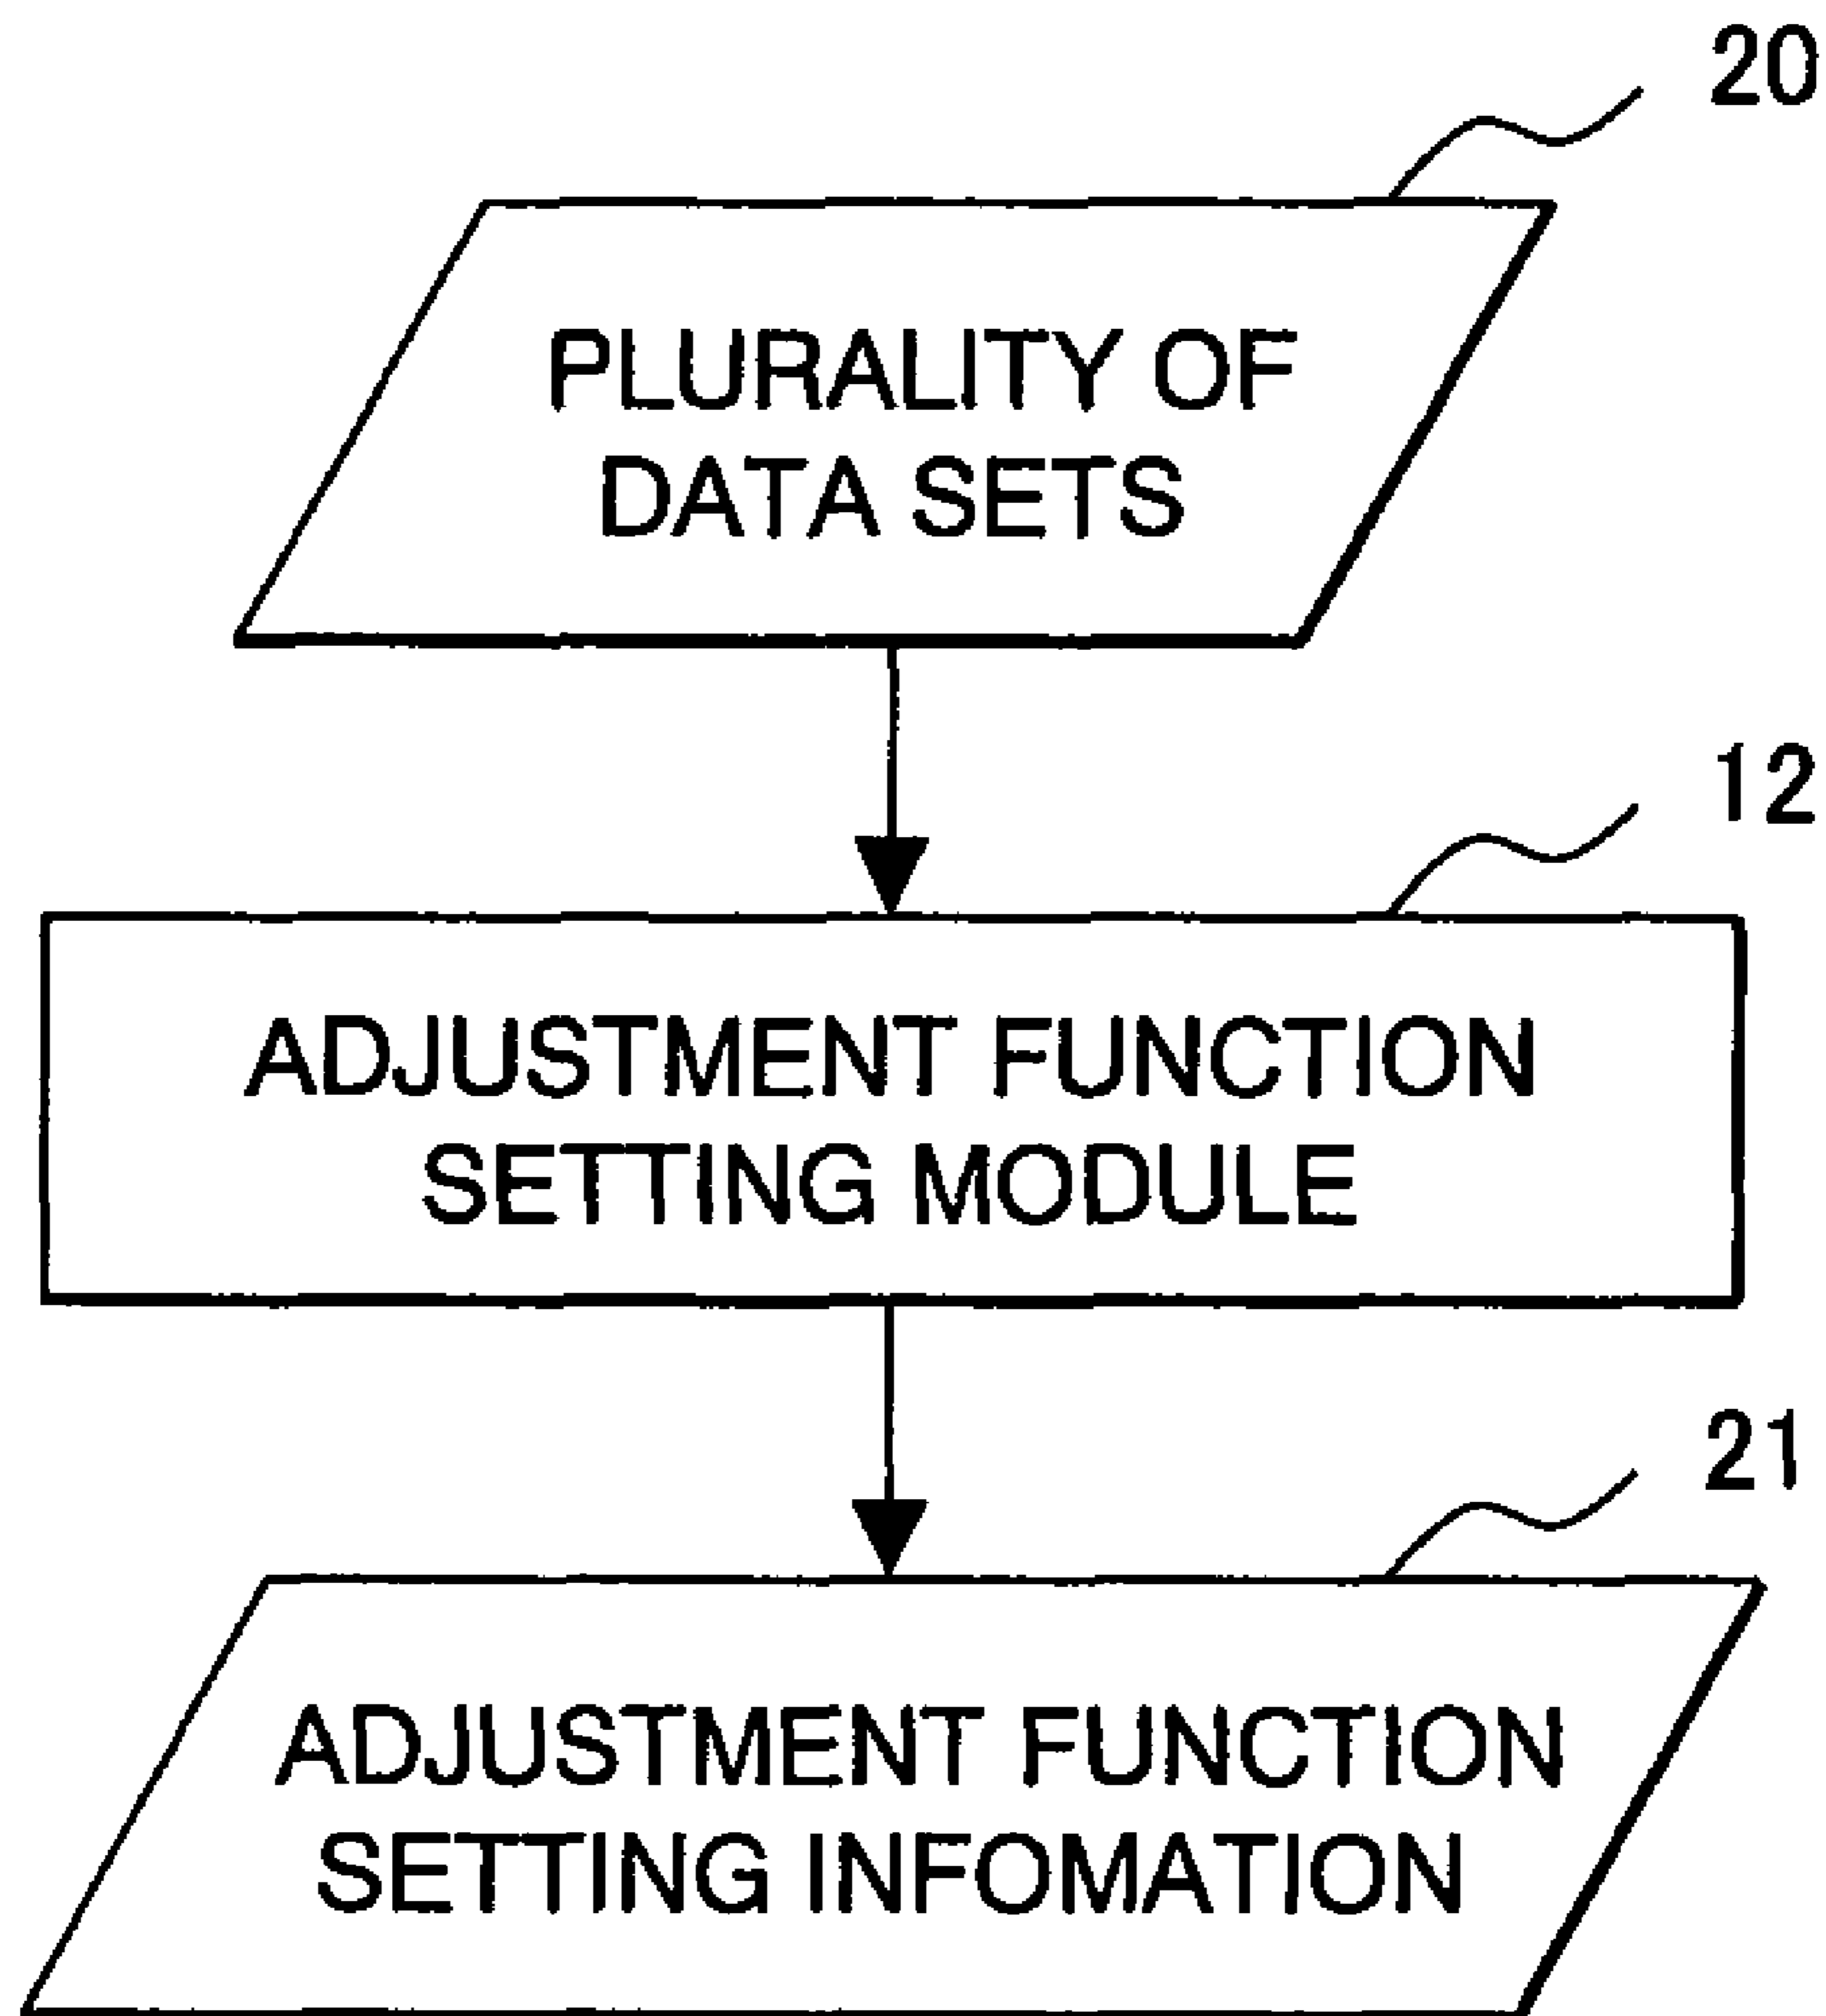 20
PLURALITY OF
DATA SETS
12
ADJUSTMENT FUNCTION
SETTING MODULE
21
ADJUSTMENT FUNCTION
SETTING INFOMATION